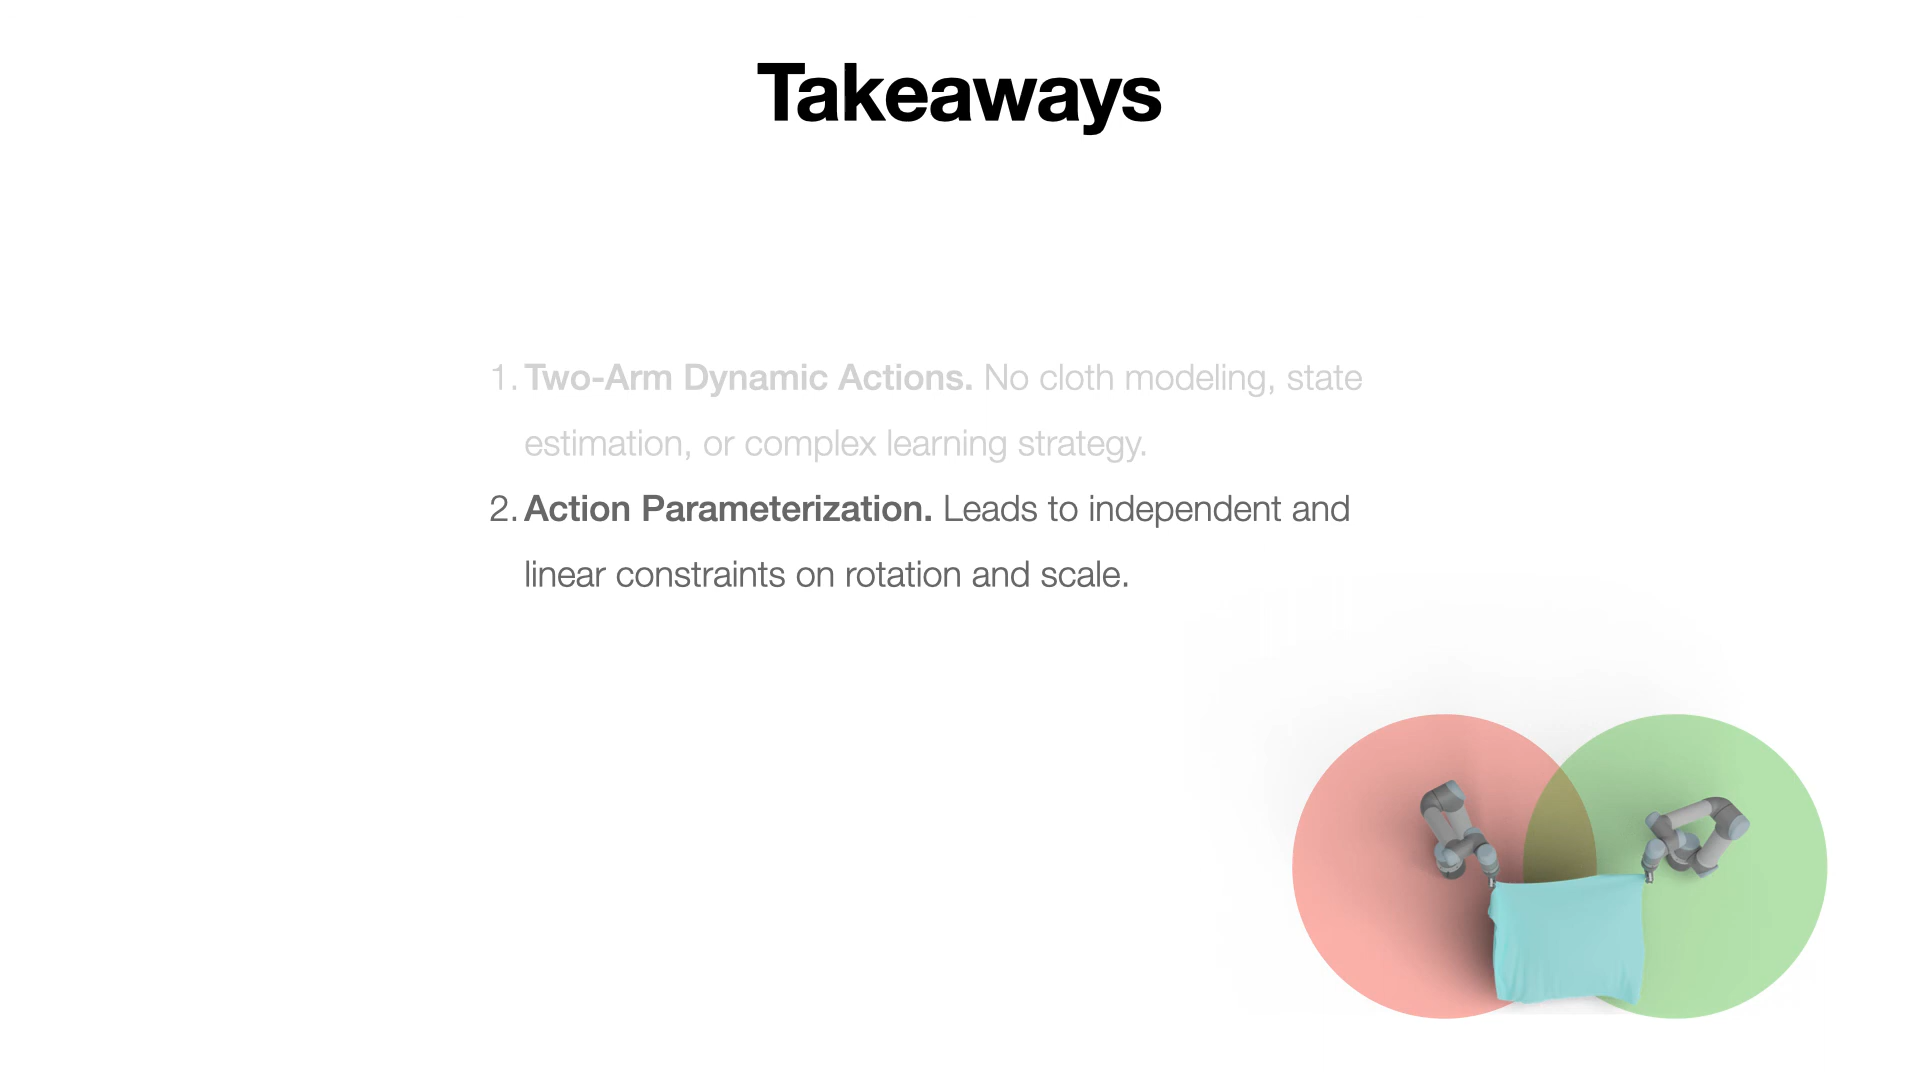 Takeaways
1. Two-Arm Dynamic Actions. No cloth modeling, state
estimation, or complex learning strategy.
2. Action Parameterization. Leads to independent and
linear constraints on rotation and scale.